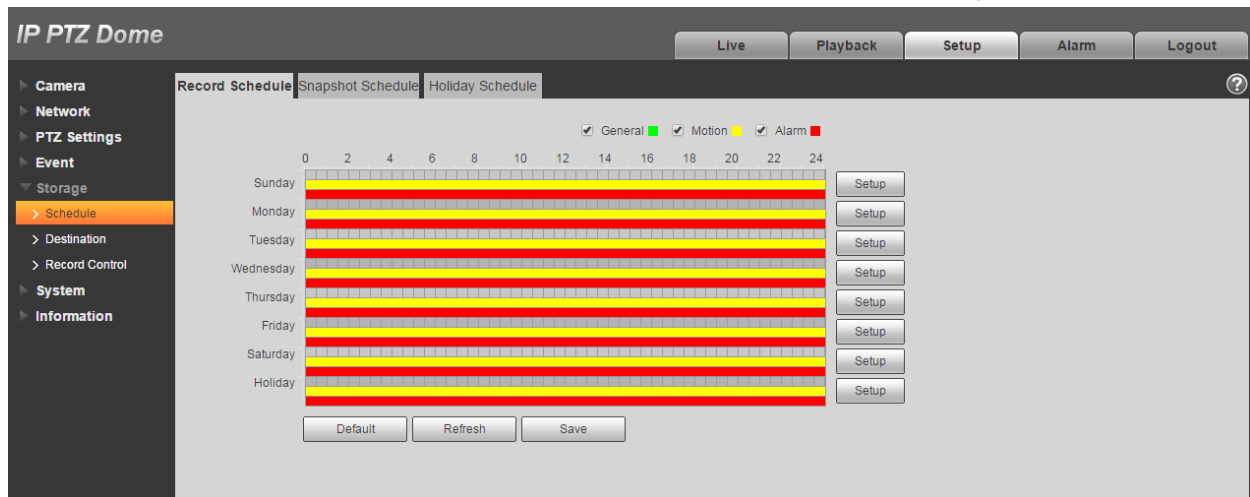 IP PTZ Dome
Live Playback Setup Alarm Logout
Camera
Network
PTZ Settings
Event
Storage
Schedule
Destination
Record Control
System
Information
Record Schedule Snapshot Schedule Holiday Schedule ?
General Motion Alarm
0 2 4 6 8 10 12 14 16 18 20 22 24
Sunday Setup
Monday Setup
Tuesday Setup
Wednesday Setup
Thursday Setup
Friday Setup
Saturday Setup
Holiday Setup
Default Refresh Save